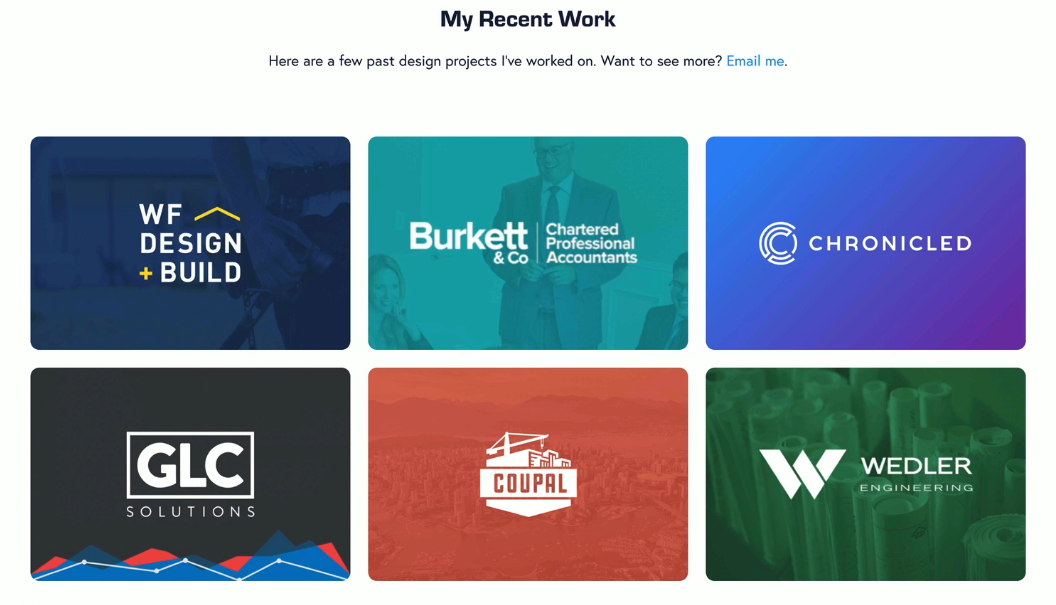 My Recent Work
Here are a few past design projects I've worked on. Want to see more? Email me.
WF
DESIGN
+ BUILD
Burkett
& Co
Chartered
Professional
Accountants
CHRONICLED
GLC
SOLUTIONS
COUPAL
WEDLER
ENGINEERING